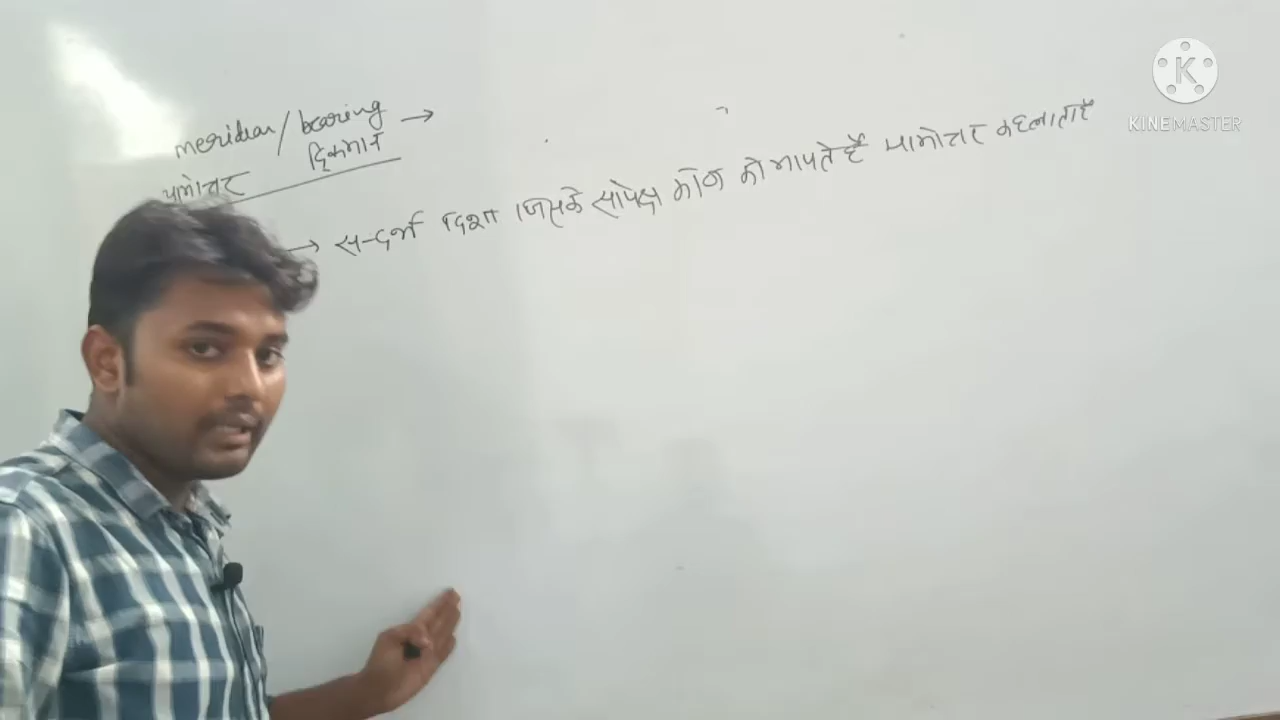 meridian / bearing →
यामोत्तर दिकमान
→ सन्दर्भ दिशा जिसके सापेक्ष कोण को मापते हैं यामोत्तर कहलाता है
K
KINEMASTER